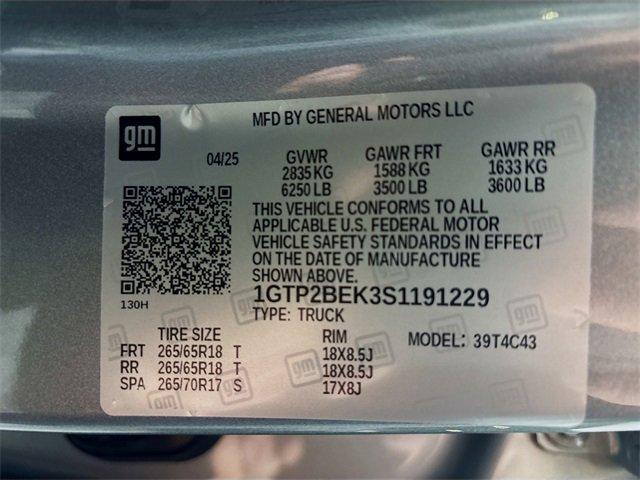 gm
MFD BY GENERAL MOTORS LLC
04/25
GVWR GAWR FRT GAWR RR
2835 KG 1588 KG 1633 KG
6250 LB 3500 LB 3600 LB
THIS VEHICLE CONFORMS TO ALL
APPLICABLE U.S. FEDERAL MOTOR
VEHICLE SAFETY STANDARDS IN EFFECT
ON THE DATE OF MANUFACTURE
SHOWN ABOVE.
130H
1GTP2BEK3S1191229
TYPE: TRUCK
TIRE SIZE RIM MODEL: 39T4C43
FRT 265/65R18 T 18X8.5J
RR 265/65R18 T 18X8.5J
SPA 265/70R17 S 17X8J